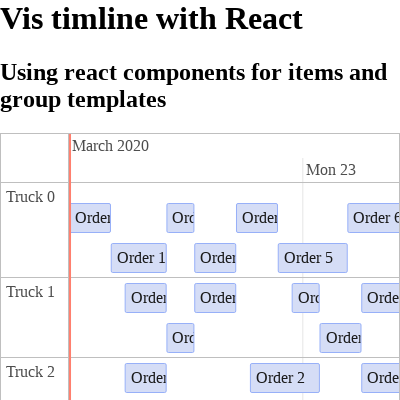 Vis timline with React
Using react components for items and
group templates
March 2020
Mon 23
Truck 0
Order
Orc
Order
Order 6
Order 1
Order
Order 5
Truck 1
Order
Order
Orc
Orde
Orc
Order
Truck 2
Order
Order 2
Orde